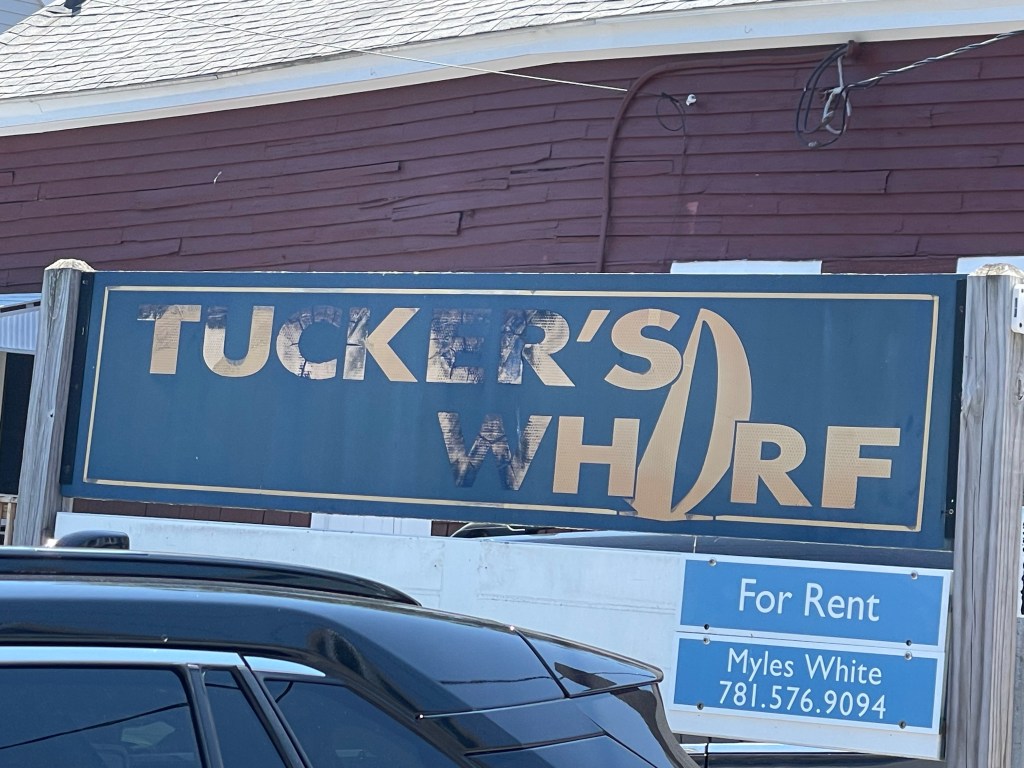 TUCKER'S
WHARF
For Rent
Myles White
781.576.9094